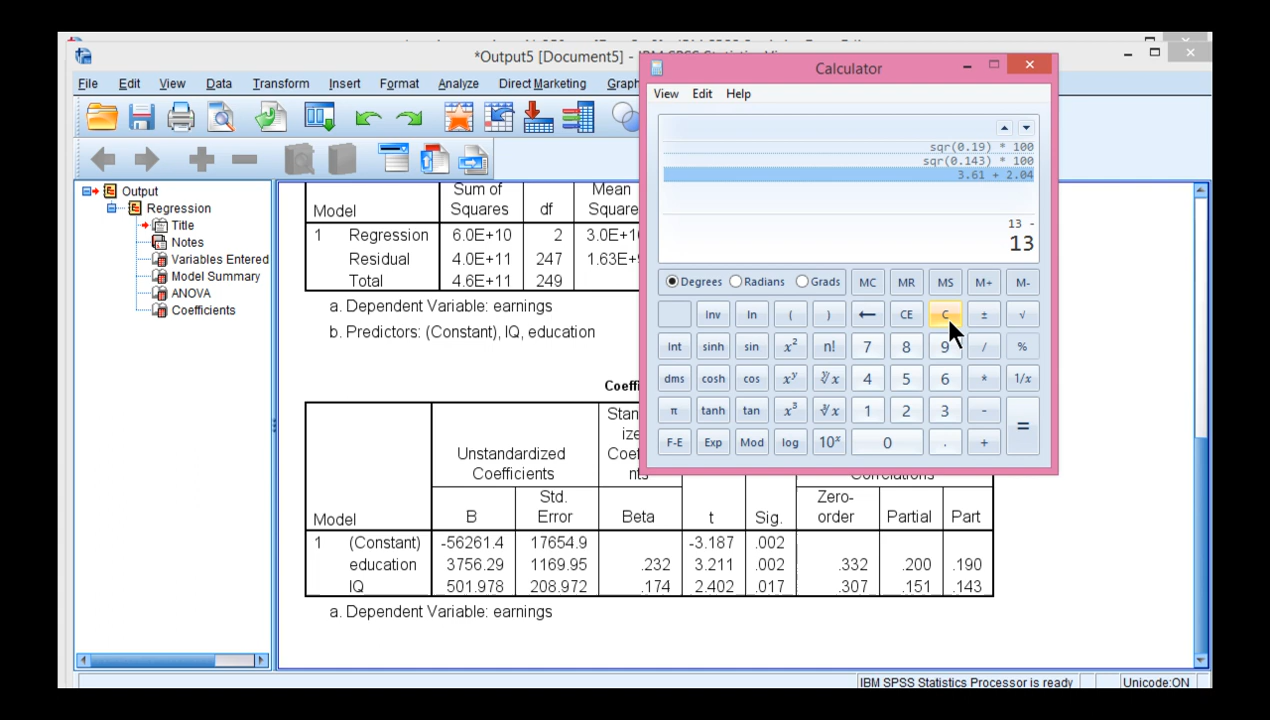 *Output5 [Document5] -
File Edit View Data Transform Insert Format Analyze Direct Marketing Graph
Output
Regression
Title
Notes
Variables Entered
Model Summary
ANOVA
Coefficients
Model Sum of Squares df Mean Square
1 Regression 6.0E+10 2 3.0E+1
Residual 4.0E+11 247 1.63E+
Total 4.6E+11 249
a. Dependent Variable: earnings
b. Predictors: (Constant), IQ, education
Coeffi
Model Unstandardized Coefficients Stan ize Coef nts Correlations
B Std. Error Beta t Sig. Zero-order Partial Part
1 (Constant) -56261.4 17654.9 -3.187 .002
education 3756.29 1169.95 .232 3.211 .002 .332 .200 .190
IQ 501.978 208.972 .174 2.402 .017 .307 .151 .143
a. Dependent Variable: earnings
IBM SPSS Statistics Processor is ready Unicode:ON
Calculator
View Edit Help
sqr(0.19) * 100
sqr(0.143) * 100
3.61 + 2.04
13 -
13
Degrees Radians Grads MC MR MS M+ M-
Inv ln ( ) ← CE C ± √
Int sinh sin x² n! 7 8 9 / %
dms cosh cos xʸ ʸ√x 4 5 6 * 1/x
π tanh tan x³ ³√x 1 2 3 - =
F-E Exp Mod log 10ˣ 0 . +